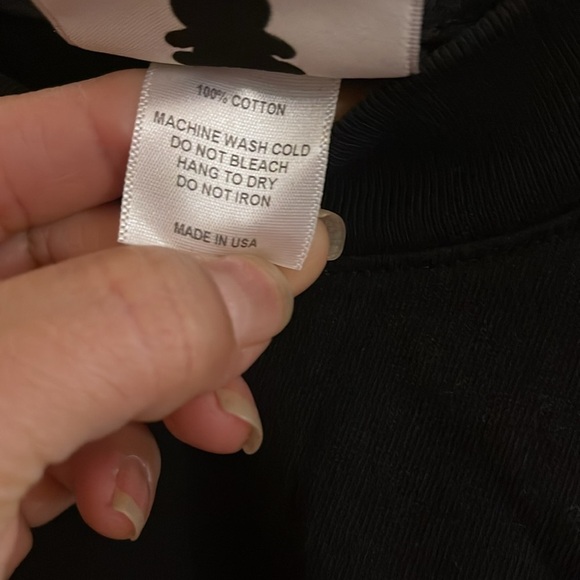 100% COTTON
MACHINE WASH COLD
DO NOT BLEACH
HANG TO DRY
DO NOT IRON
MADE IN USA